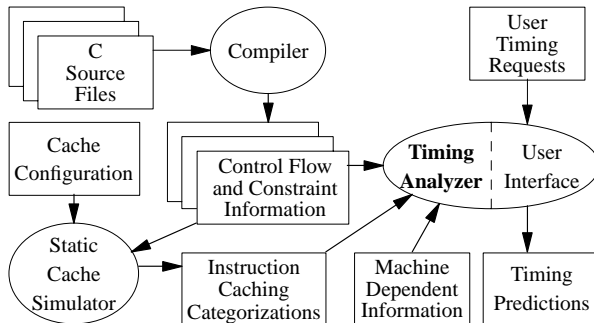 C
Source
Files
Compiler
User
Timing
Requests
Cache
Configuration
Control Flow
and Constraint
Information
Timing
Analyzer
User
Interface
Static
Cache
Simulator
Instruction
Caching
Categorizations
Machine
Dependent
Information
Timing
Predictions